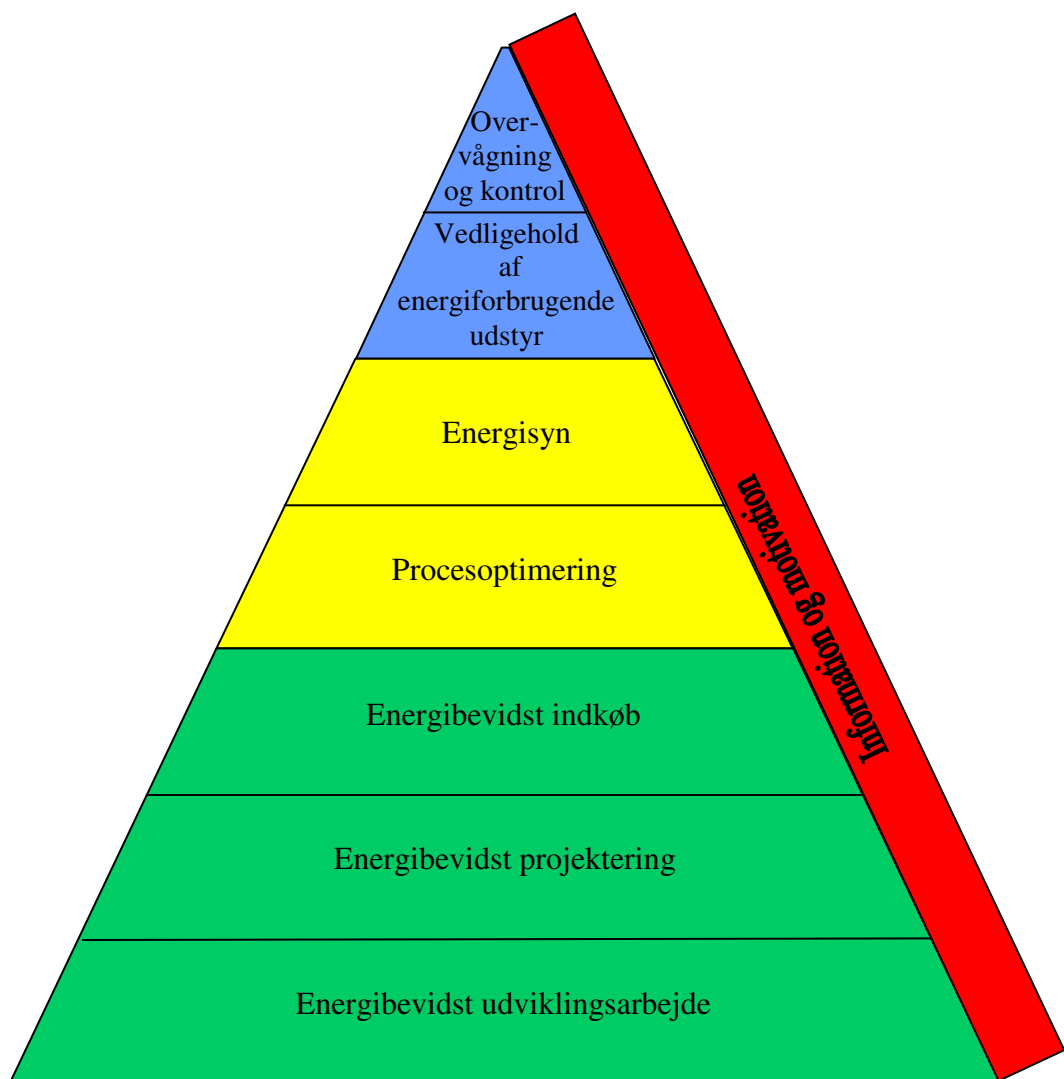 Over-
vågning
og kontrol
Vedligehold
af
energiforbrugende
udstyr
Energisyn
Procesoptimering
Energibevidst indkøb
Energibevidst projektering
Energibevidst udviklingsarbejde
Information og motivation